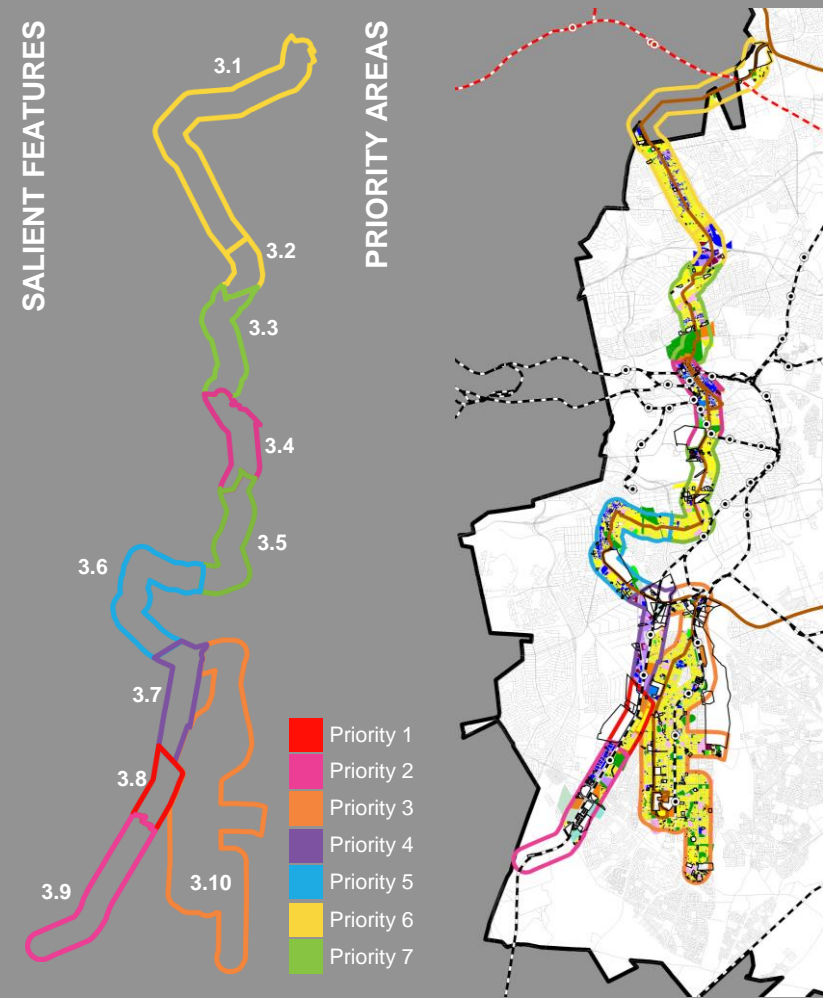 SALIENT FEATURES
PRIORITY AREAS
3.1
3.2
3.3
3.4
3.5
3.6
3.7
3.8
3.9
3.10
Priority 1
Priority 2
Priority 3
Priority 4
Priority 5
Priority 6
Priority 7